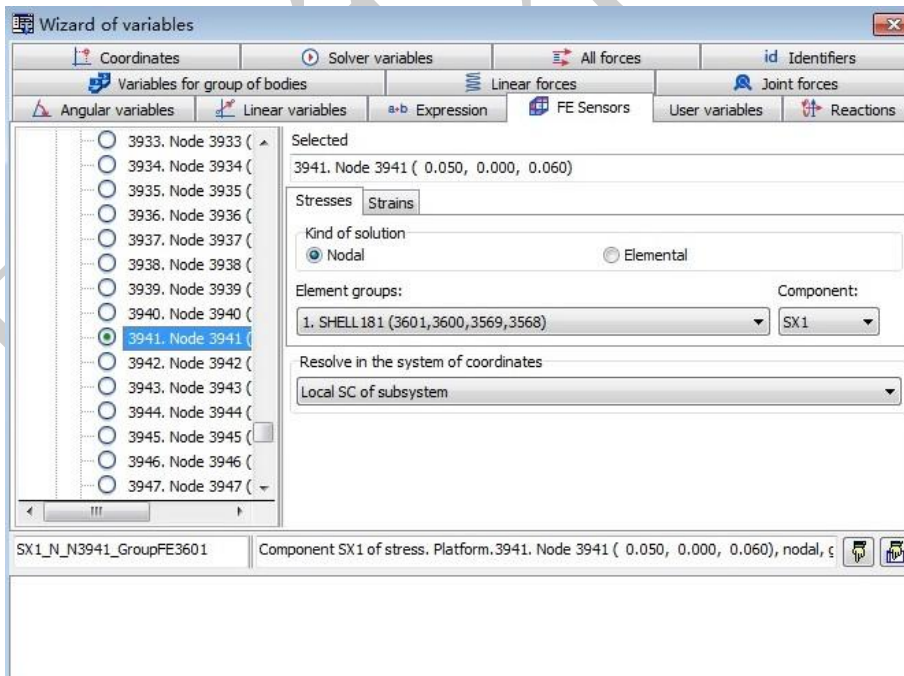 Wizard of variables
Coordinates Solver variables All forces id Identifiers
Variables for group of bodies Linear forces Joint forces
Angular variables Linear variables a+b Expression FE Sensors User variables Reactions
3933. Node 3933 (
3934. Node 3934 (
3935. Node 3935 (
3936. Node 3936 (
3937. Node 3937 (
3938. Node 3938 (
3939. Node 3939 (
3940. Node 3940 (
3941. Node 3941 (
3942. Node 3942 (
3943. Node 3943 (
3944. Node 3944 (
3945. Node 3945 (
3946. Node 3946 (
3947. Node 3947 (
Selected
3941. Node 3941 ( 0.050, 0.000, 0.060)
Stresses Strains
Kind of solution
Nodal Elemental
Element groups: Component:
1. SHELL181 (3601,3600,3569,3568) SX1
Resolve in the system of coordinates
Local SC of subsystem
SX1_N_N3941_GroupFE3601 Component SX1 of stress. Platform.3941. Node 3941 ( 0.050, 0.000, 0.060), nodal, g